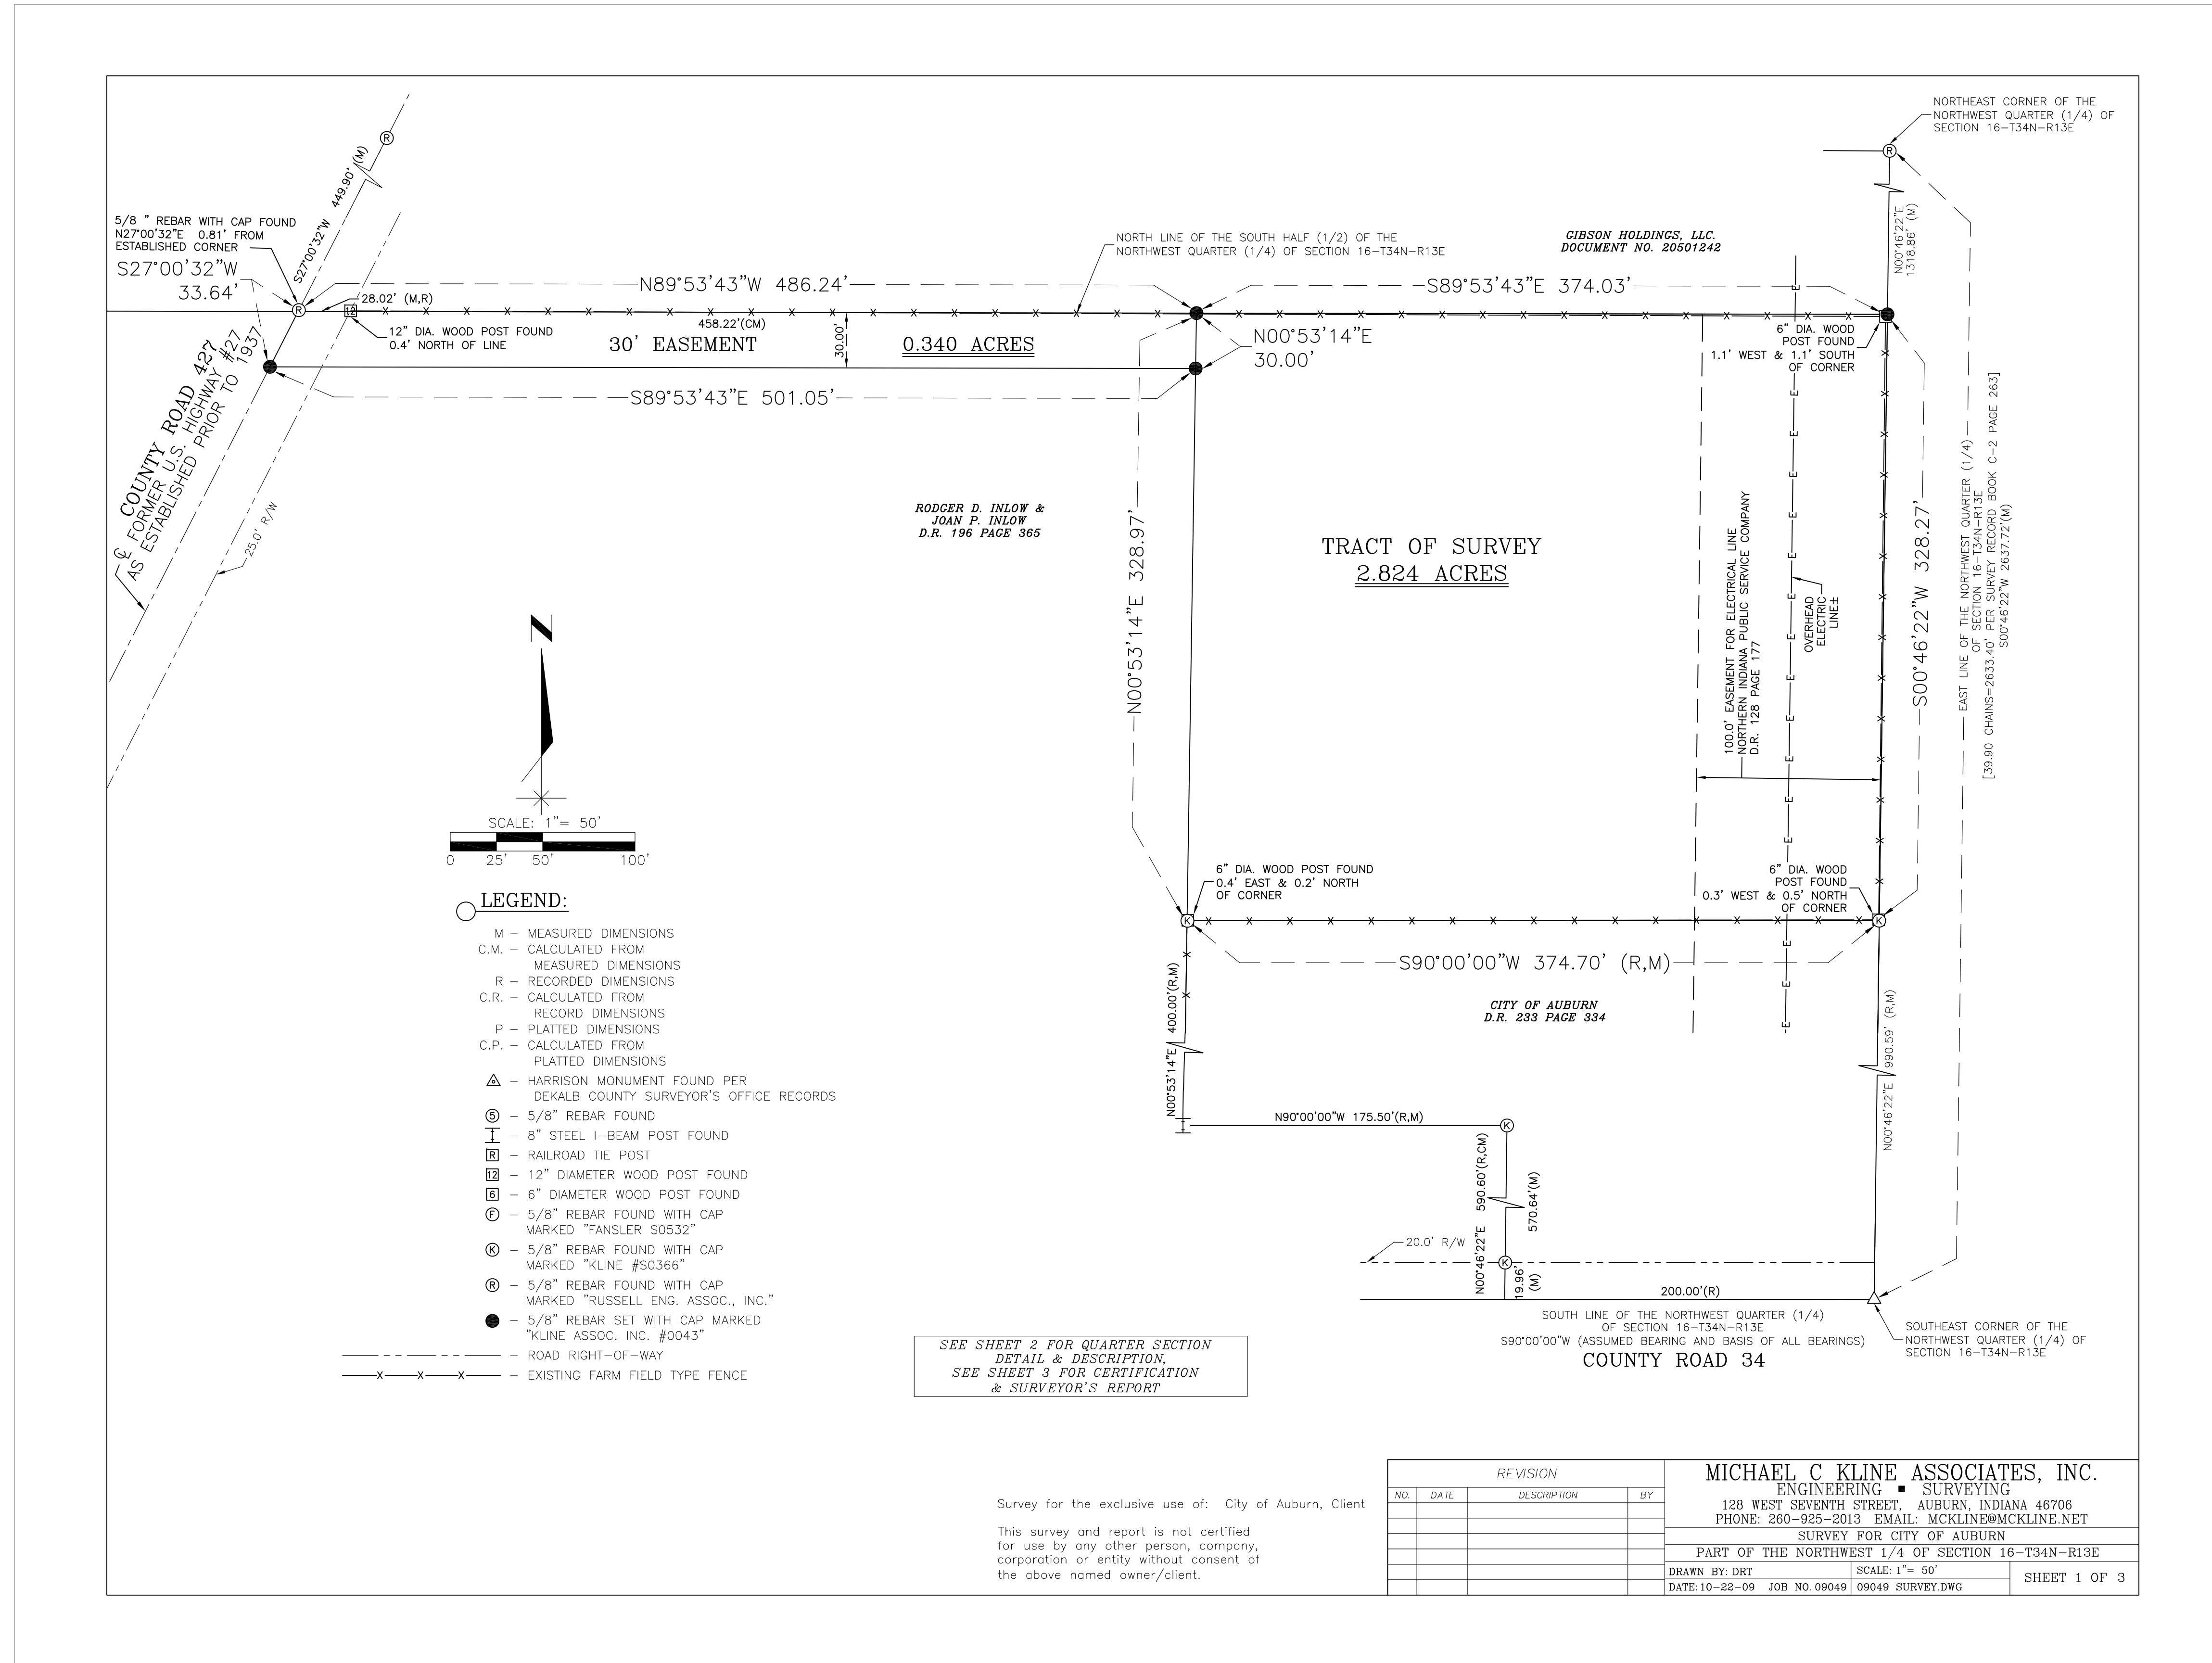 NORTHEAST CORNER OF THE
NORTHWEST QUARTER (1/4) OF
SECTION 16-T34N-R13E
R
R
N00°46'22"E
1318.86' (M)
S27°00'32"W 449.90' (M)
5/8 " REBAR WITH CAP FOUND
N27°00'32"E 0.81' FROM
ESTABLISHED CORNER
S27°00'32"W
33.64'
R
28.02' (M,R)
12
12" DIA. WOOD POST FOUND
0.4' NORTH OF LINE
N89°53'43"W 486.24'
458.22'(CM)
30' EASEMENT
0.340 ACRES
30.00'
S89°53'43"E 501.05'
NORTH LINE OF THE SOUTH HALF (1/2) OF THE
NORTHWEST QUARTER (1/4) OF SECTION 16-T34N-R13E
GIBSON HOLDINGS, LLC.
DOCUMENT NO. 20501242
S89°53'43"E 374.03'
N00°53'14"E
30.00'
6" DIA. WOOD
POST FOUND
1.1' WEST & 1.1' SOUTH
OF CORNER
COUNTY ROAD 427
℄ FORMER U.S. HIGHWAY #27
AS ESTABLISHED PRIOR TO 1937
25.0' R/W
RODGER D. INLOW &
JOAN P. INLOW
D.R. 196 PAGE 365
N00°53'14"E 328.97'
TRACT OF SURVEY
2.824 ACRES
100.0' EASEMENT FOR ELECTRICAL LINE
NORTHERN INDIANA PUBLIC SERVICE COMPANY
D.R. 128 PAGE 177
OVERHEAD
ELECTRIC
LINE±
S00°46'22"W 328.27'
EAST LINE OF THE NORTHWEST QUARTER (1/4)
OF SECTION 16-T34N-R13E
[39.90 CHAINS=2633.40' PER SURVEY RECORD BOOK C-2 PAGE 263]
S00°46'22"W 2637.72'(M)
N
SCALE: 1"= 50'
0 25' 50' 100'
6" DIA. WOOD POST FOUND
0.4' EAST & 0.2' NORTH
OF CORNER
6" DIA. WOOD
POST FOUND
0.3' WEST & 0.5' NORTH
OF CORNER
K
K
S90°00'00"W 374.70' (R,M)
CITY OF AUBURN
D.R. 233 PAGE 334
N00°53'14"E 400.00'(R,M)
N90°00'00"W 175.50'(R,M)
K
N00°46'22"E 590.60'(R,CM)
570.64'(M)
N00°46'22"E 990.59' (R,M)
20.0' R/W
K
19.96'
(M)
200.00'(R)
SOUTH LINE OF THE NORTHWEST QUARTER (1/4)
OF SECTION 16-T34N-R13E
S90°00'00"W (ASSUMED BEARING AND BASIS OF ALL BEARINGS)
COUNTY ROAD 34
SOUTHEAST CORNER OF THE
NORTHWEST QUARTER (1/4) OF
SECTION 16-T34N-R13E
LEGEND:
M - MEASURED DIMENSIONS
C.M. - CALCULATED FROM
MEASURED DIMENSIONS
R - RECORDED DIMENSIONS
C.R. - CALCULATED FROM
RECORD DIMENSIONS
P - PLATTED DIMENSIONS
C.P. - CALCULATED FROM
PLATTED DIMENSIONS
- HARRISON MONUMENT FOUND PER
DEKALB COUNTY SURVEYOR'S OFFICE RECORDS
5 - 5/8" REBAR FOUND
- 8" STEEL I-BEAM POST FOUND
R - RAILROAD TIE POST
12 - 12" DIAMETER WOOD POST FOUND
6 - 6" DIAMETER WOOD POST FOUND
F - 5/8" REBAR FOUND WITH CAP
MARKED "FANSLER S0532"
K - 5/8" REBAR FOUND WITH CAP
MARKED "KLINE #S0366"
R - 5/8" REBAR FOUND WITH CAP
MARKED "RUSSELL ENG. ASSOC., INC."
- 5/8" REBAR SET WITH CAP MARKED
"KLINE ASSOC. INC. #0043"
- ROAD RIGHT-OF-WAY
X X X - EXISTING FARM FIELD TYPE FENCE
SEE SHEET 2 FOR QUARTER SECTION
DETAIL & DESCRIPTION,
SEE SHEET 3 FOR CERTIFICATION
& SURVEYOR'S REPORT
Survey for the exclusive use of: City of Auburn, Client
This survey and report is not certified
for use by any other person, company,
corporation or entity without consent of
the above named owner/client.
REVISION
NO. DATE DESCRIPTION BY
MICHAEL C KLINE ASSOCIATES, INC.
ENGINEERING ▪ SURVEYING
128 WEST SEVENTH STREET, AUBURN, INDIANA 46706
PHONE: 260-925-2013 EMAIL: MCKLINE@MCKLINE.NET
SURVEY FOR CITY OF AUBURN
PART OF THE NORTHWEST 1/4 OF SECTION 16-T34N-R13E
DRAWN BY: DRT SCALE: 1"= 50'
DATE: 10-22-09 JOB NO. 09049 09049 SURVEY.DWG
SHEET 1 OF 3